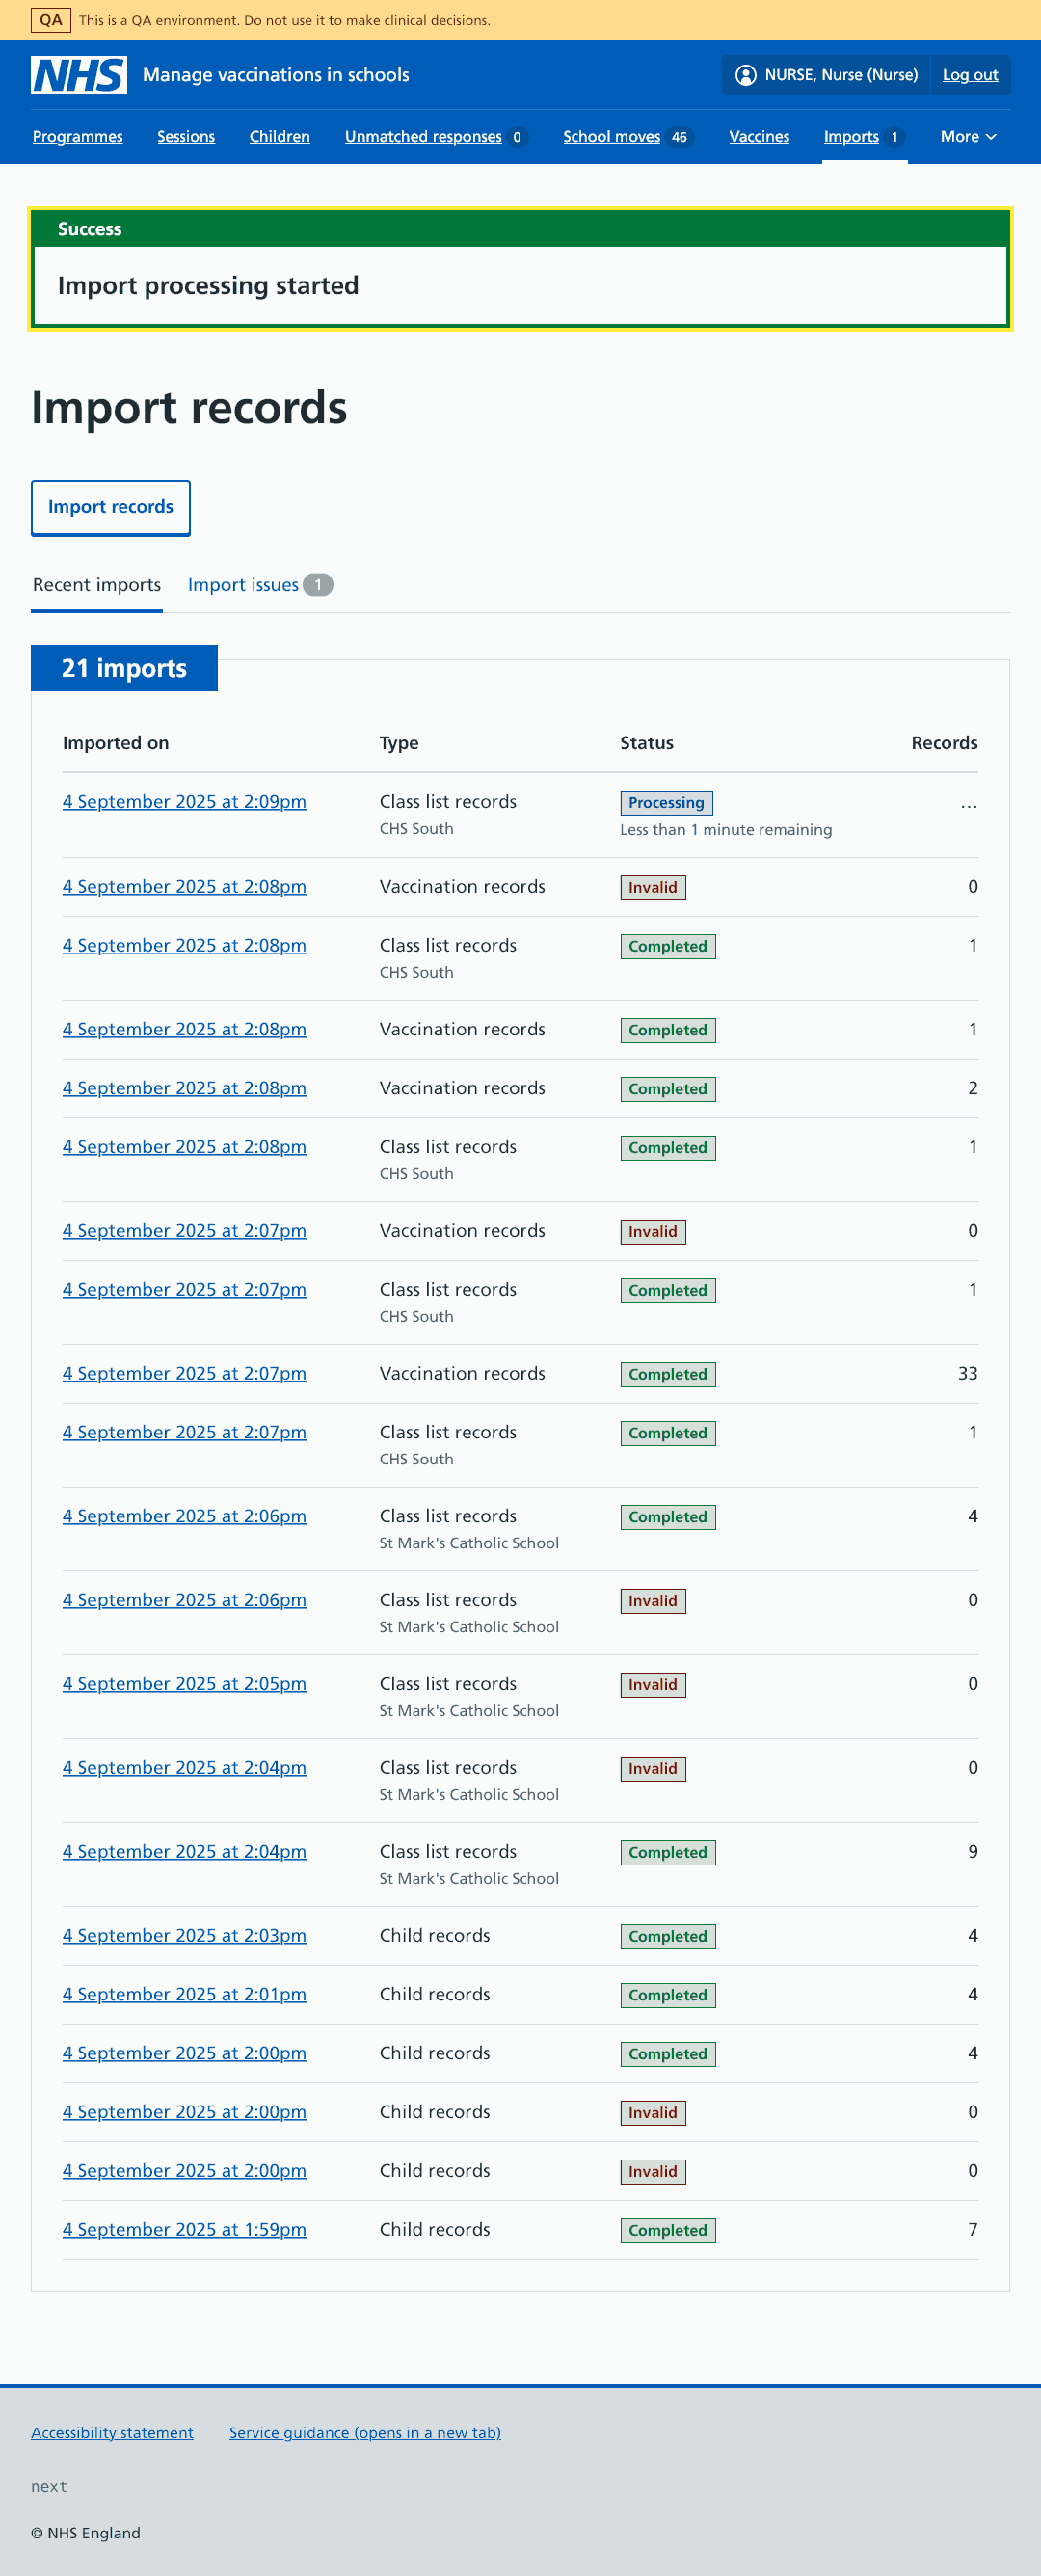 QA This is a QA environment. Do not use it to make clinical decisions.
NHS Manage vaccinations in schools NURSE, Nurse (Nurse) Log out
Programmes Sessions Children Unmatched responses 0 School moves 46 Vaccines Imports 1 More
Success
Import processing started
Import records
Import records
Recent imports Import issues 1
21 imports
Imported on Type Status Records
4 September 2025 at 2:09pm Class list records Processing ...
CHS South Less than 1 minute remaining
4 September 2025 at 2:08pm Vaccination records Invalid 0
4 September 2025 at 2:08pm Class list records Completed 1
CHS South
4 September 2025 at 2:08pm Vaccination records Completed 1
4 September 2025 at 2:08pm Vaccination records Completed 2
4 September 2025 at 2:08pm Class list records Completed 1
CHS South
4 September 2025 at 2:07pm Vaccination records Invalid 0
4 September 2025 at 2:07pm Class list records Completed 1
CHS South
4 September 2025 at 2:07pm Vaccination records Completed 33
4 September 2025 at 2:07pm Class list records Completed 1
CHS South
4 September 2025 at 2:06pm Class list records Completed 4
St Mark's Catholic School
4 September 2025 at 2:06pm Class list records Invalid 0
St Mark's Catholic School
4 September 2025 at 2:05pm Class list records Invalid 0
St Mark's Catholic School
4 September 2025 at 2:04pm Class list records Invalid 0
St Mark's Catholic School
4 September 2025 at 2:04pm Class list records Completed 9
St Mark's Catholic School
4 September 2025 at 2:03pm Child records Completed 4
4 September 2025 at 2:01pm Child records Completed 4
4 September 2025 at 2:00pm Child records Completed 4
4 September 2025 at 2:00pm Child records Invalid 0
4 September 2025 at 2:00pm Child records Invalid 0
4 September 2025 at 1:59pm Child records Completed 7
Accessibility statement Service guidance (opens in a new tab)
next
© NHS England